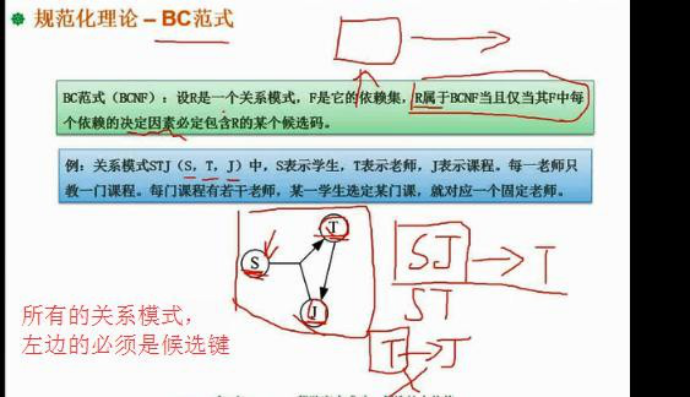 规范化理论 – BC范式
BC范式（BCNF）：设R是一个关系模式，F是它的依赖集，R属于BCNF当且仅当其F中每
个依赖的决定因素必定包含R的某个候选码。
例：关系模式STJ（S，T，J）中，S表示学生，T表示老师，J表示课程。每一老师只
教一门课程。每门课程有若干老师，某一学生选定某门课，就对应一个固定老师。
T
S
J
SJ → T
ST
T → J
所有的关系模式，
左边的必须是候选键